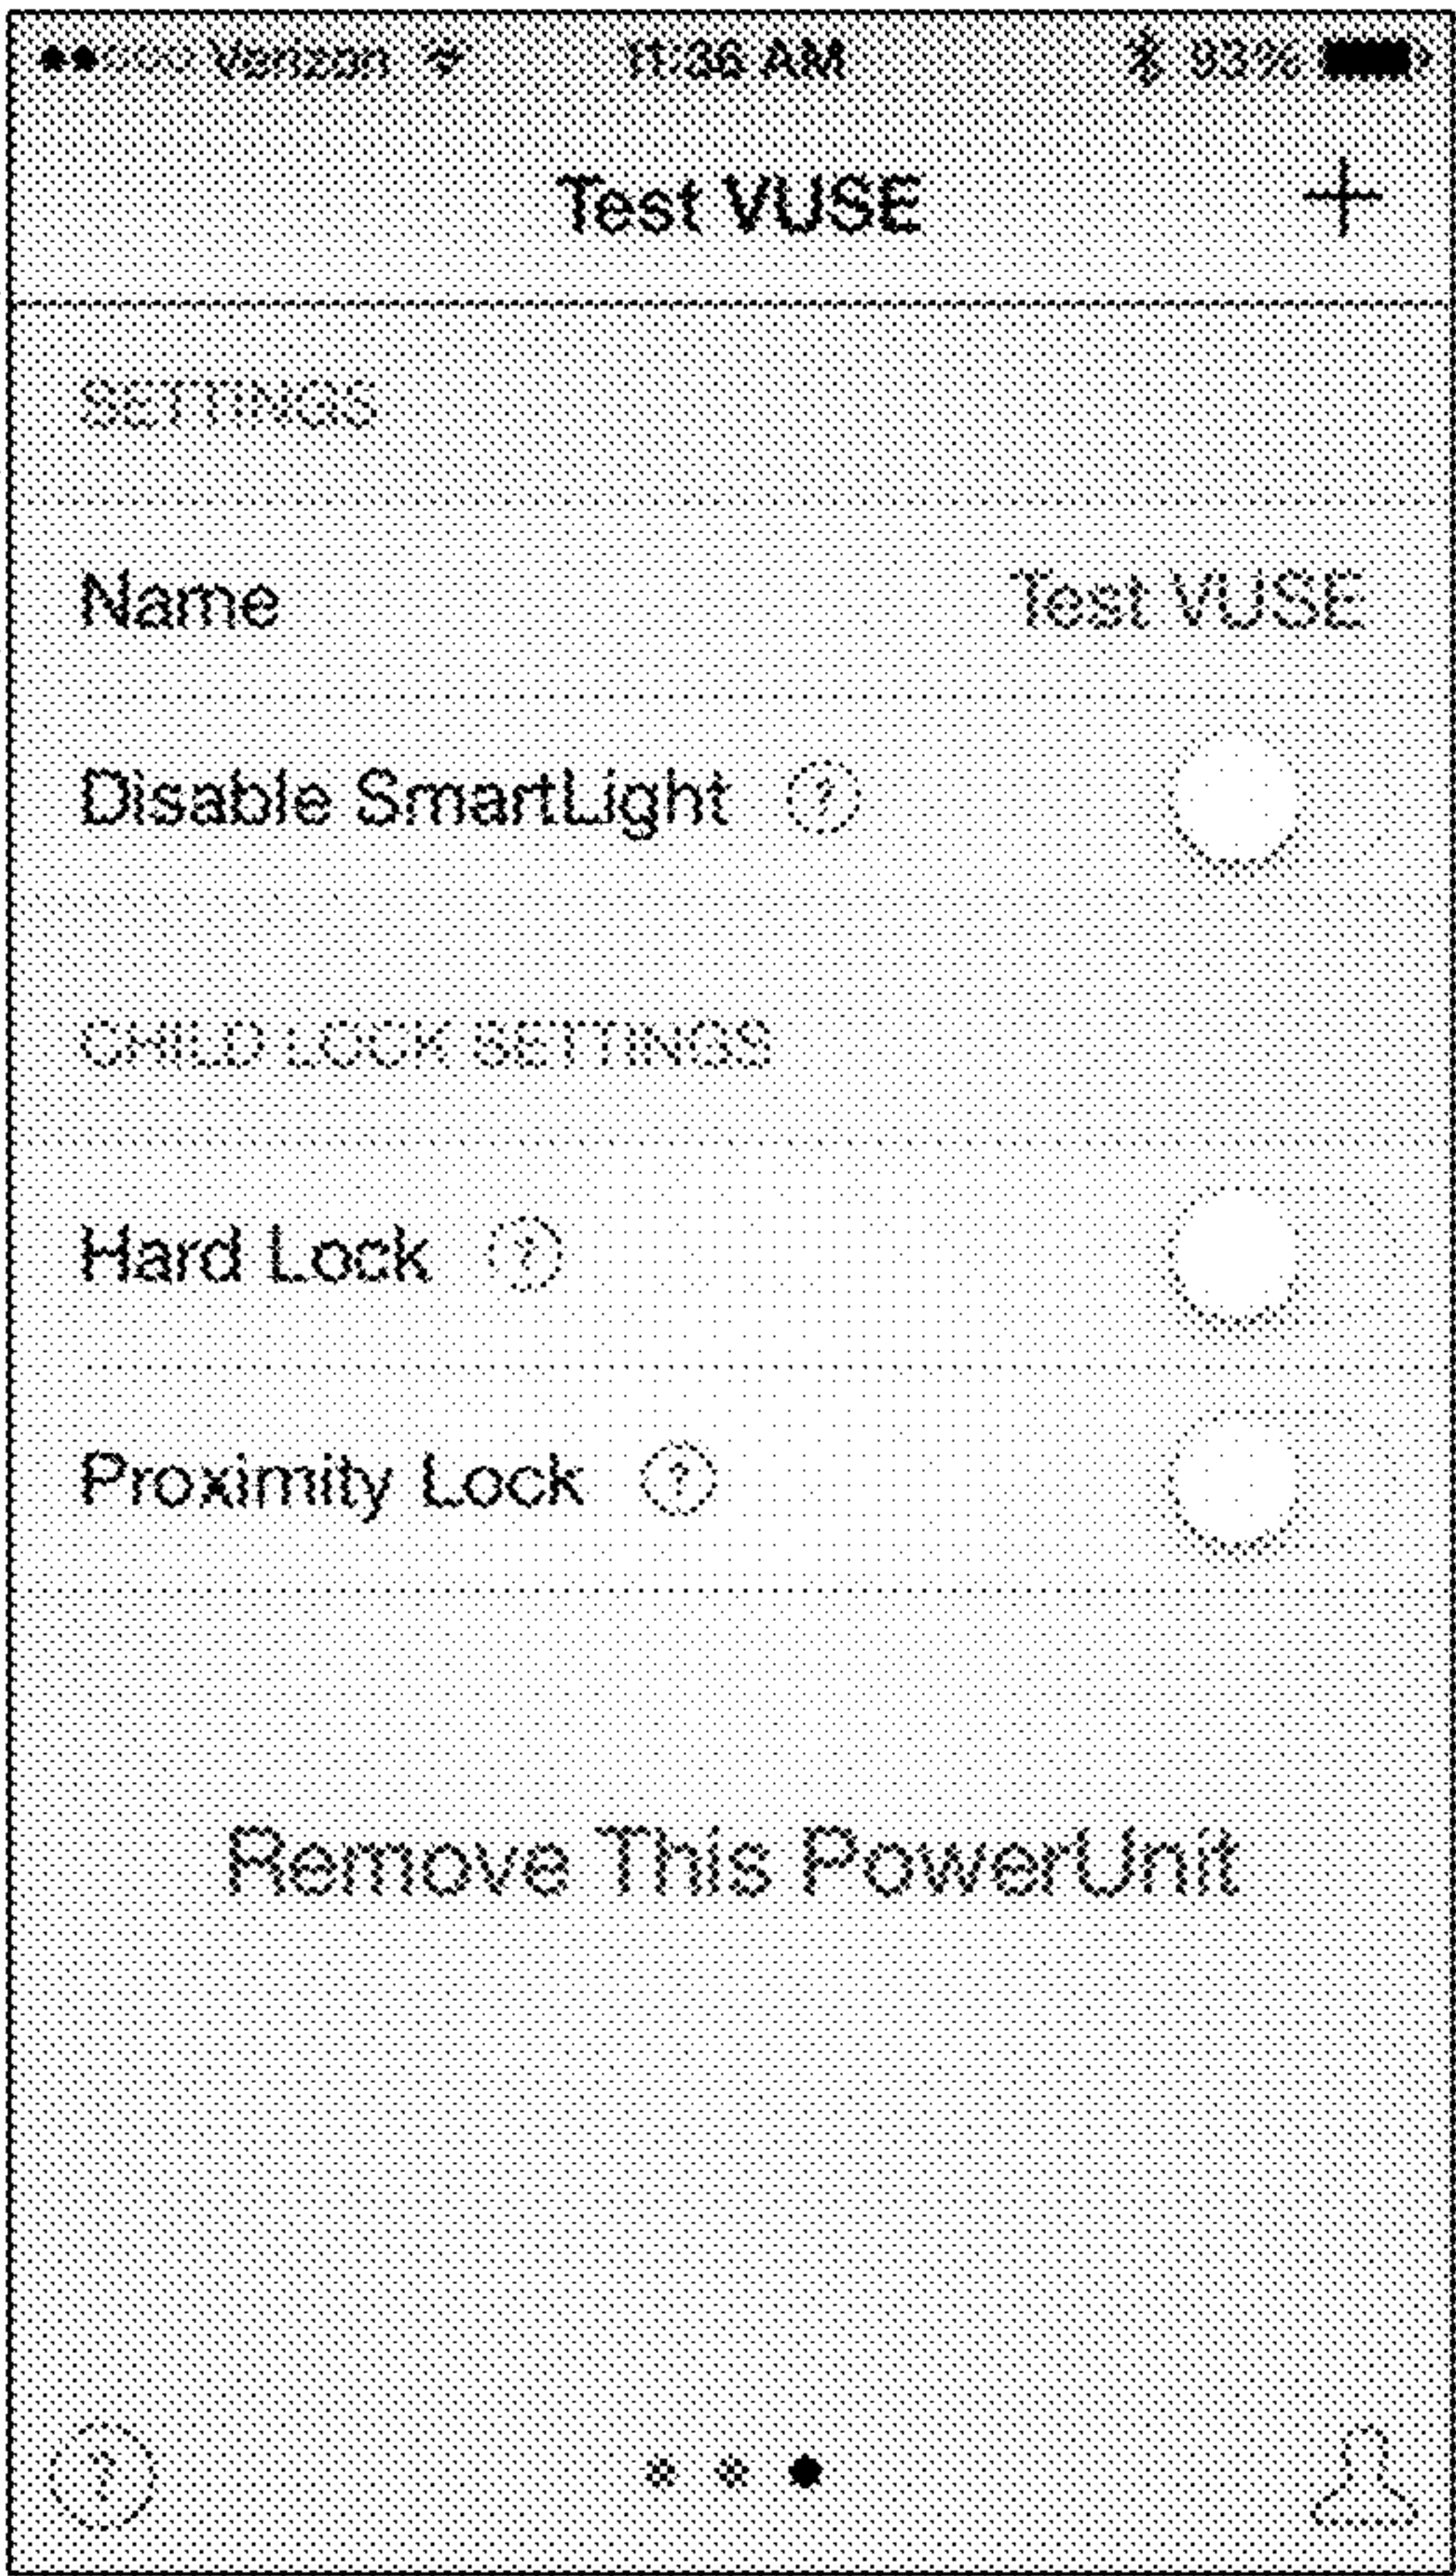 Verizon 11:36 AM 93%
Test VUSE +
SETTINGS
Name Test VUSE
Disable SmartLight ?
CHILD LOCK SETTINGS
Hard Lock ?
Proximity Lock ?
Remove This PowerUnit
?